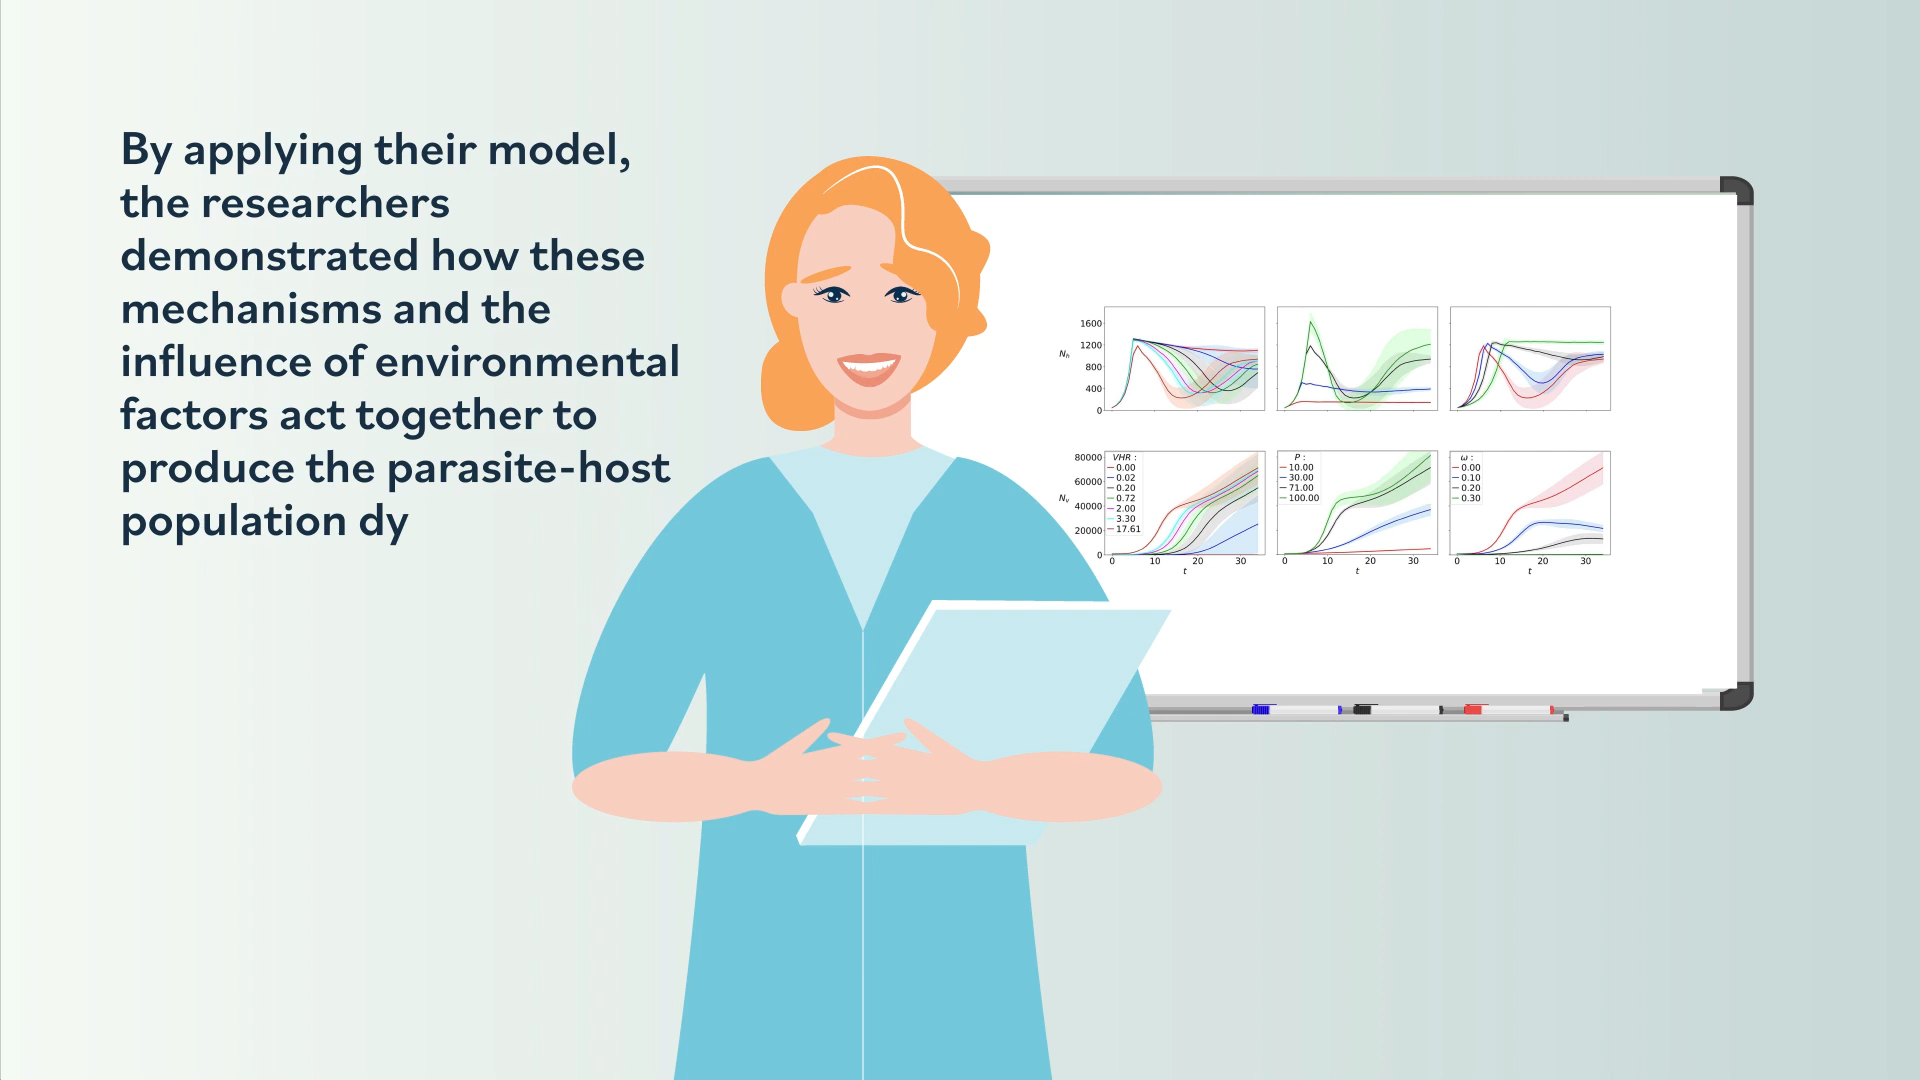 By applying their model,
the researchers
demonstrated how these
mechanisms and the
influence of environmental
factors act together to
produce the parasite-host
population dy
1600
1200
800
400
0
N_h
80000
60000
40000
20000
0
N_v
VHR :
0.00
0.02
0.20
0.72
2.00
3.30
17.61
P :
10.00
30.00
71.00
100.00
ω :
0.00
0.10
0.20
0.30
0 10 20 30
t
0 10 20 30
t
0 10 20 30
t